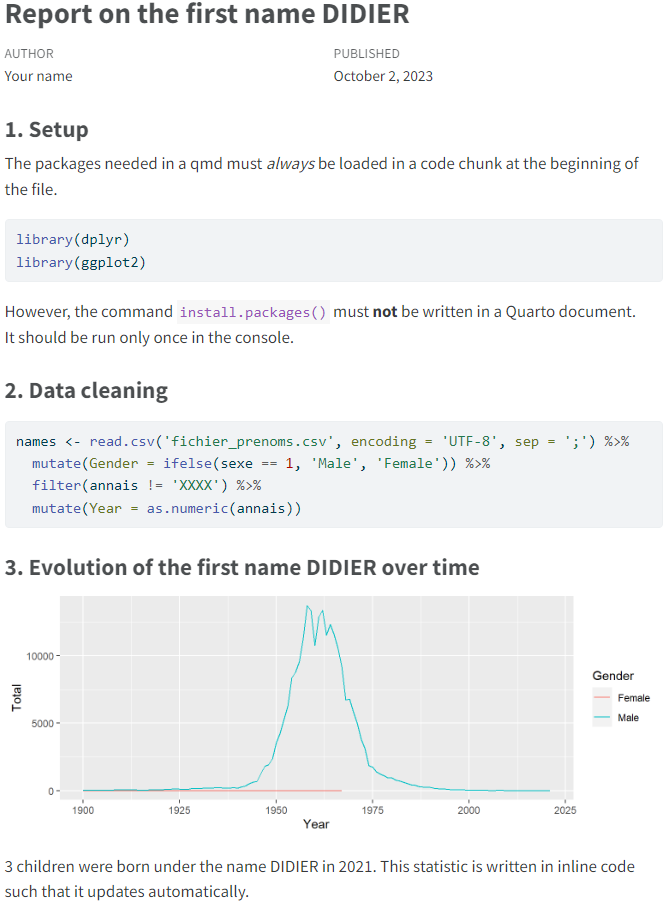 Report on the first name DIDIER
AUTHOR PUBLISHED
Your name October 2, 2023
1. Setup
The packages needed in a qmd must always be loaded in a code chunk at the beginning of
the file.
library(dplyr)
library(ggplot2)
However, the command install.packages() must not be written in a Quarto document.
It should be run only once in the console.
2. Data cleaning
names <- read.csv('fichier_prenoms.csv', encoding = 'UTF-8', sep = ';') %>%
  mutate(Gender = ifelse(sexe == 1, 'Male', 'Female')) %>%
  filter(annais != 'XXXX') %>%
  mutate(Year = as.numeric(annais))
3. Evolution of the first name DIDIER over time
10000
5000
0
Total
1900 1925 1950 1975 2000 2025
Year
Gender
Female
Male
3 children were born under the name DIDIER in 2021. This statistic is written in inline code
such that it updates automatically.